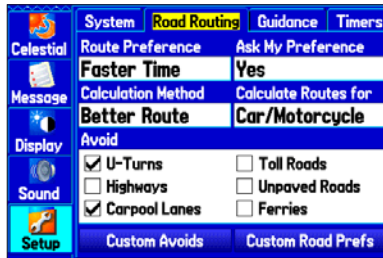 System Road Routing Guidance Timers
Celestial
Message
Display
Sound
Setup
Route Preference Ask My Preference
Faster Time Yes
Calculation Method Calculate Routes for
Better Route Car/Motorcycle
Avoid
U-Turns Toll Roads
Highways Unpaved Roads
Carpool Lanes Ferries
Custom Avoids Custom Road Prefs